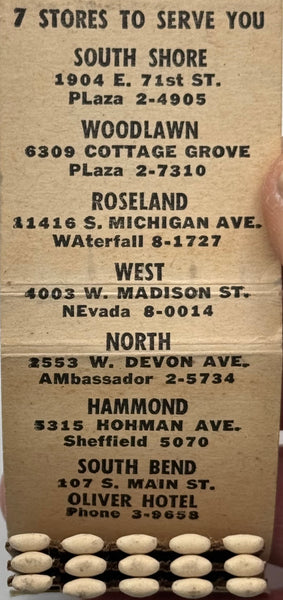 7 STORES TO SERVE YOU
SOUTH SHORE
1904 E. 71st ST.
PLaza 2-4905
WOODLAWN
6309 COTTAGE GROVE
PLaza 2-7310
ROSELAND
11416 S. MICHIGAN AVE.
WAterfall 8-1727
WEST
4003 W. MADISON ST.
NEvada 8-0014
NORTH
2553 W. DEVON AVE.
AMbassador 2-5734
HAMMOND
5315 HOHMAN AVE.
Sheffield 5070
SOUTH BEND
107 S. MAIN ST.
OLIVER HOTEL
Phone 3-9658